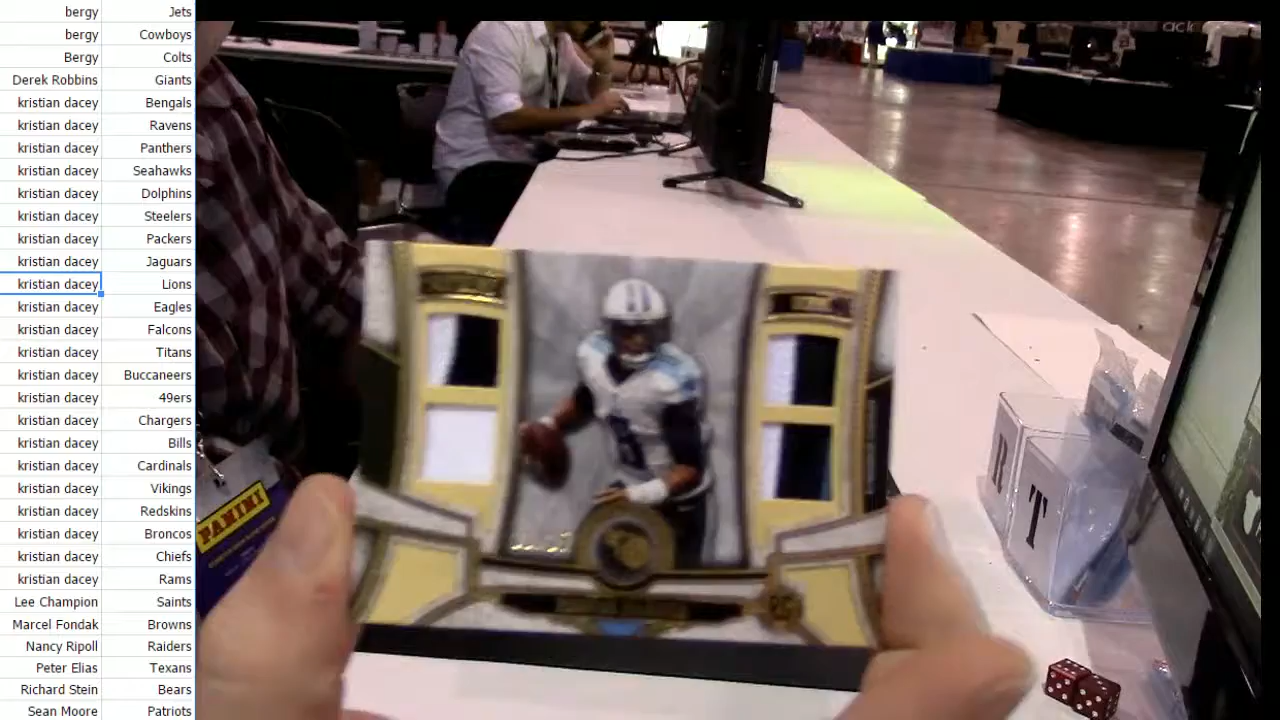 bergy Jets
bergy Cowboys
Bergy Colts
Derek Robbins Giants
kristian dacey Bengals
kristian dacey Ravens
kristian dacey Panthers
kristian dacey Seahawks
kristian dacey Dolphins
kristian dacey Steelers
kristian dacey Packers
kristian dacey Jaguars
kristian dacey Lions
kristian dacey Eagles
kristian dacey Falcons
kristian dacey Titans
kristian dacey Buccaneers
kristian dacey 49ers
kristian dacey Chargers
kristian dacey Bills
kristian dacey Cardinals
kristian dacey Vikings
kristian dacey Redskins
kristian dacey Broncos
kristian dacey Chiefs
kristian dacey Rams
Lee Champion Saints
Marcel Fondak Browns
Nancy Ripoll Raiders
Peter Elias Texans
Richard Stein Bears
Sean Moore Patriots
PANINI
R
T